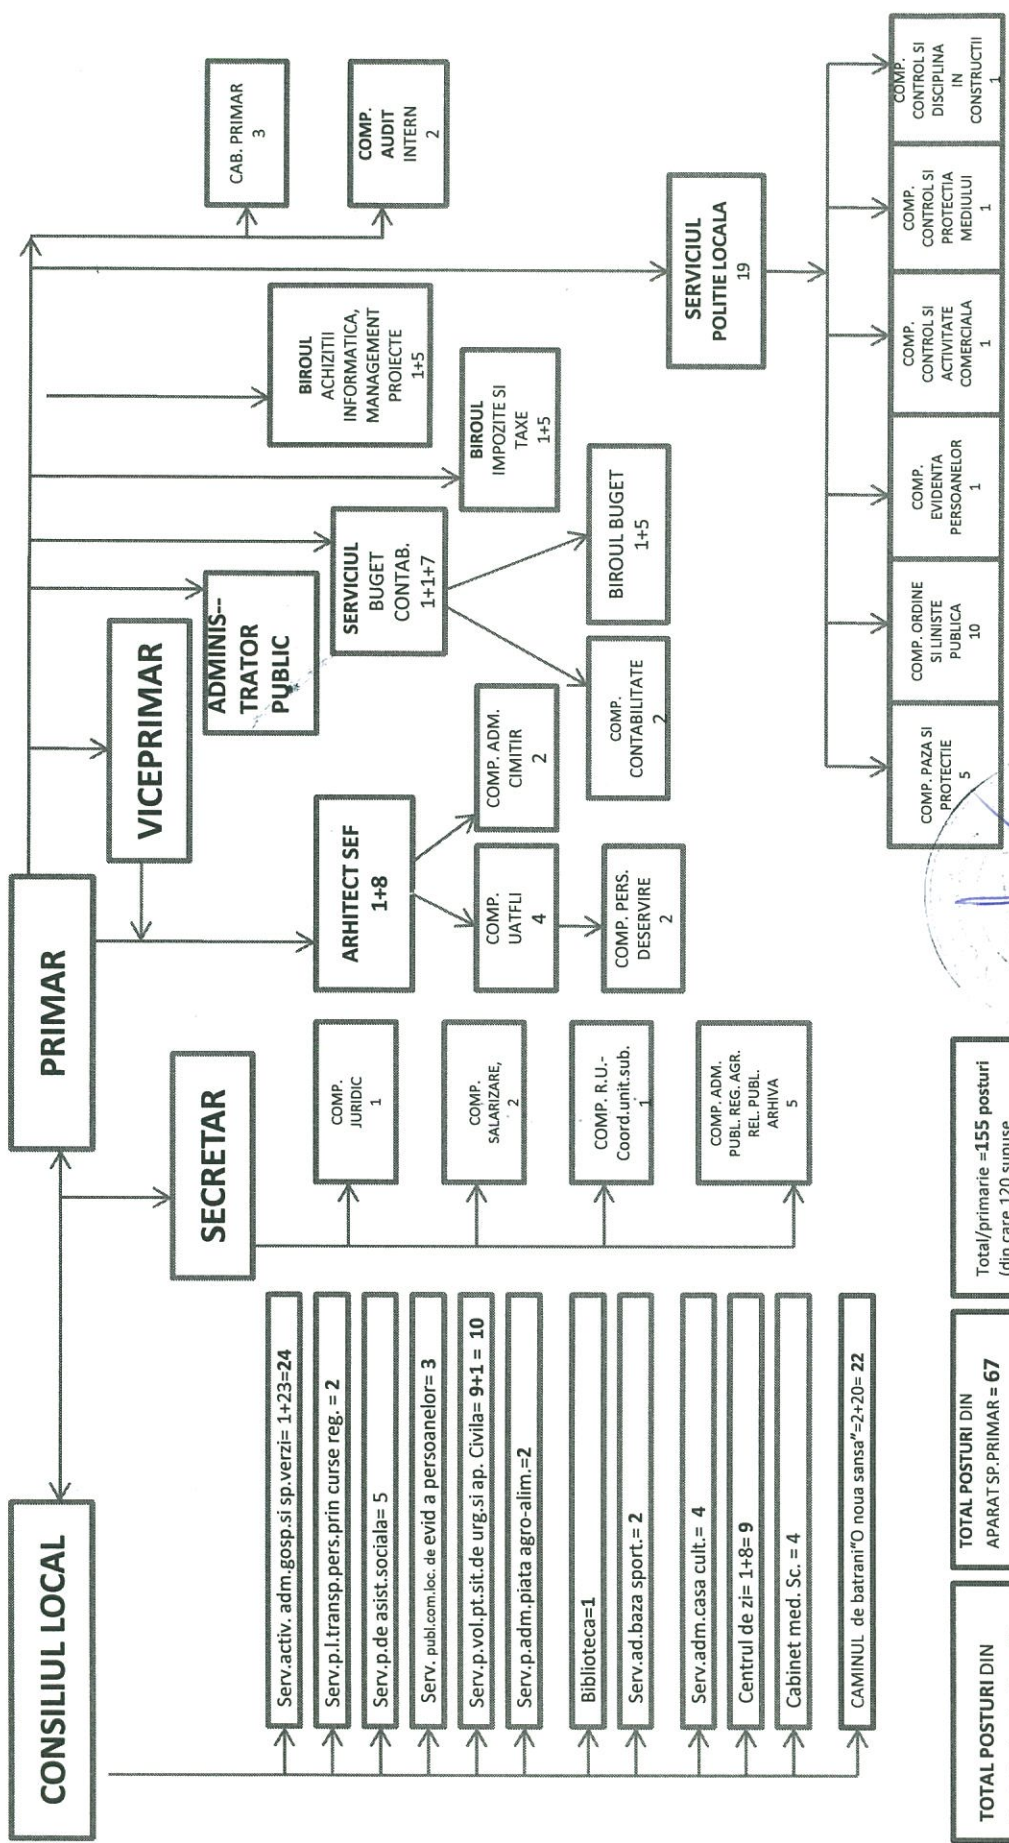 CONSILIUL LOCAL
PRIMAR
VICEPRIMAR
SECRETAR
ADMINIS--
TRATOR
PUBLIC
CAB. PRIMAR
3
COMP.
AUDIT
INTERN
2
Serv.activ. adm.gosp.si sp.verzi= 1+23=24
Serv.p.l.transp.pers.prin curse reg. = 2
Serv.p.de asist.sociala= 5
Serv. publ.com.loc. de evid a persoanelor= 3
Serv.p.vol.pt.sit.de urg.si ap. Civila= 9+1 = 10
Serv.p.adm.piata agro-alim.=2
Biblioteca=1
Serv.ad.baza sport.= 2
Serv.adm.casa cult.= 4
Centrul de zi= 1+8= 9
Cabinet med. Sc. = 4
CAMINUL de batrani"O noua sansa"=2+20= 22
COMP.
JURIDIC
1
COMP.
SALARIZARE,
2
COMP. R.U.-
Coord.unit.sub.
1
COMP. ADM.
PUBL. REG. AGR.
REL. PUBL.
ARHIVA
5
ARHITECT SEF
1+8
COMP.
UATFLI
4
COMP. ADM.
CIMITIR
2
COMP. PERS.
DESERVIRE
2
SERVICIUL
BUGET
CONTAB.
1+1+7
COMP.
CONTABILITATE
2
BIROUL BUGET
1+5
BIROUL
IMPOZITE SI
TAXE
1+5
BIROUL
ACHIZITII
INFORMATICA,
MANAGEMENT
PROIECTE
1+5
SERVICIUL
POLITIE LOCALA
19
COMP. PAZA SI
PROTECTIE
5
COMP. ORDINE
SI LINISTE
PUBLICA
10
COMP.
EVIDENTA
PERSOANELOR
1
COMP.
CONTROL SI
ACTIVITATE
COMERCIALA
1
COMP.
CONTROL SI
PROTECTIA
MEDIULUI
1
COMP.
CONTROL SI
DISCIPLINA
IN
CONSTRUCTII
1
TOTAL POSTURI DIN
TOTAL POSTURI DIN
APARAT SP.PRIMAR = 67
Total/primarie =155 posturi
(din care 120 supuse